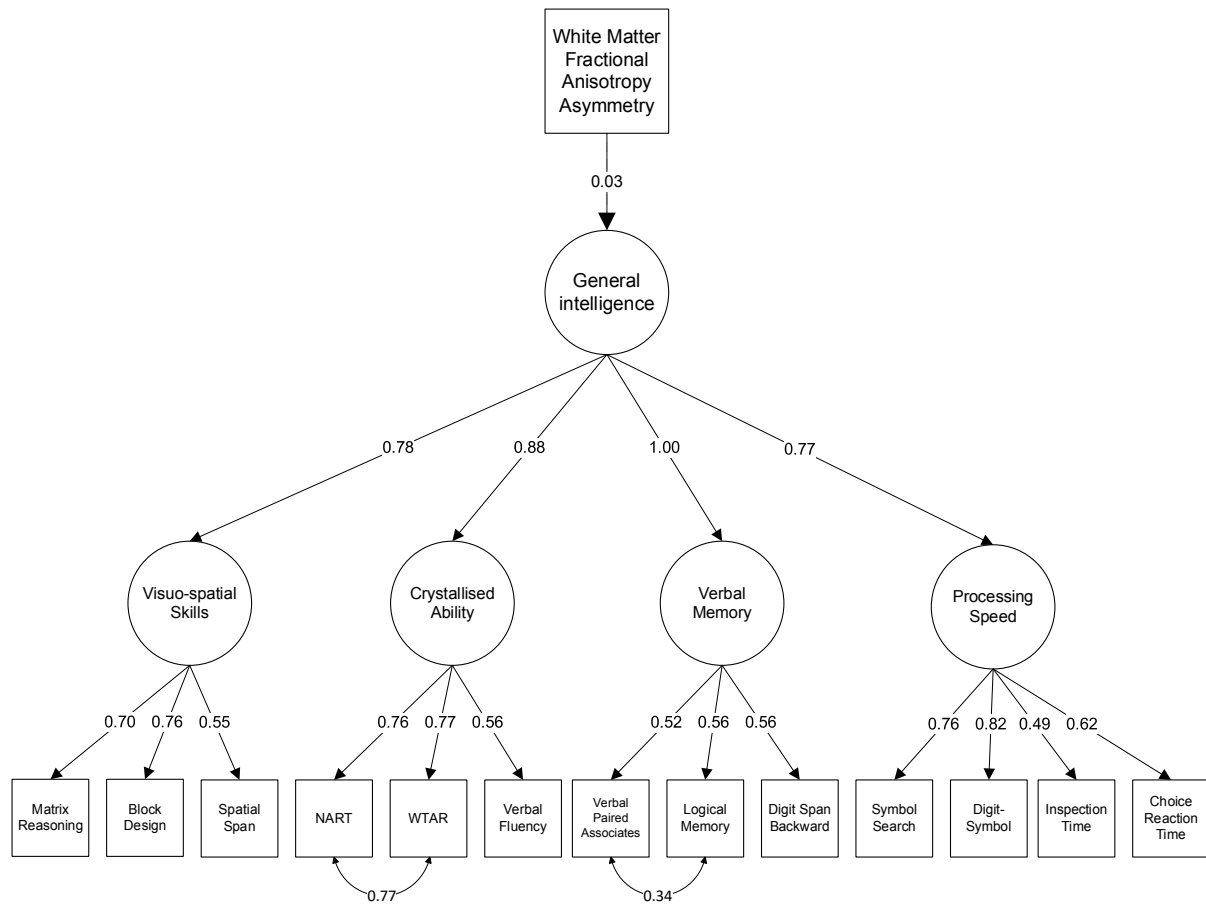 White Matter
Fractional
Anisotropy
Asymmetry
0.03
General
intelligence
0.78
0.88
1.00
0.77
Visuo-spatial
Skills
Crystallised
Ability
Verbal
Memory
Processing
Speed
0.70
0.76
0.55
0.76
0.77
0.56
0.52
0.56
0.56
0.76
0.82
0.49
0.62
Matrix
Reasoning
Block
Design
Spatial
Span
NART
WTAR
Verbal
Fluency
Verbal
Paired
Associates
Logical
Memory
Digit Span
Backward
Symbol
Search
Digit-
Symbol
Inspection
Time
Choice
Reaction
Time
0.77
0.34